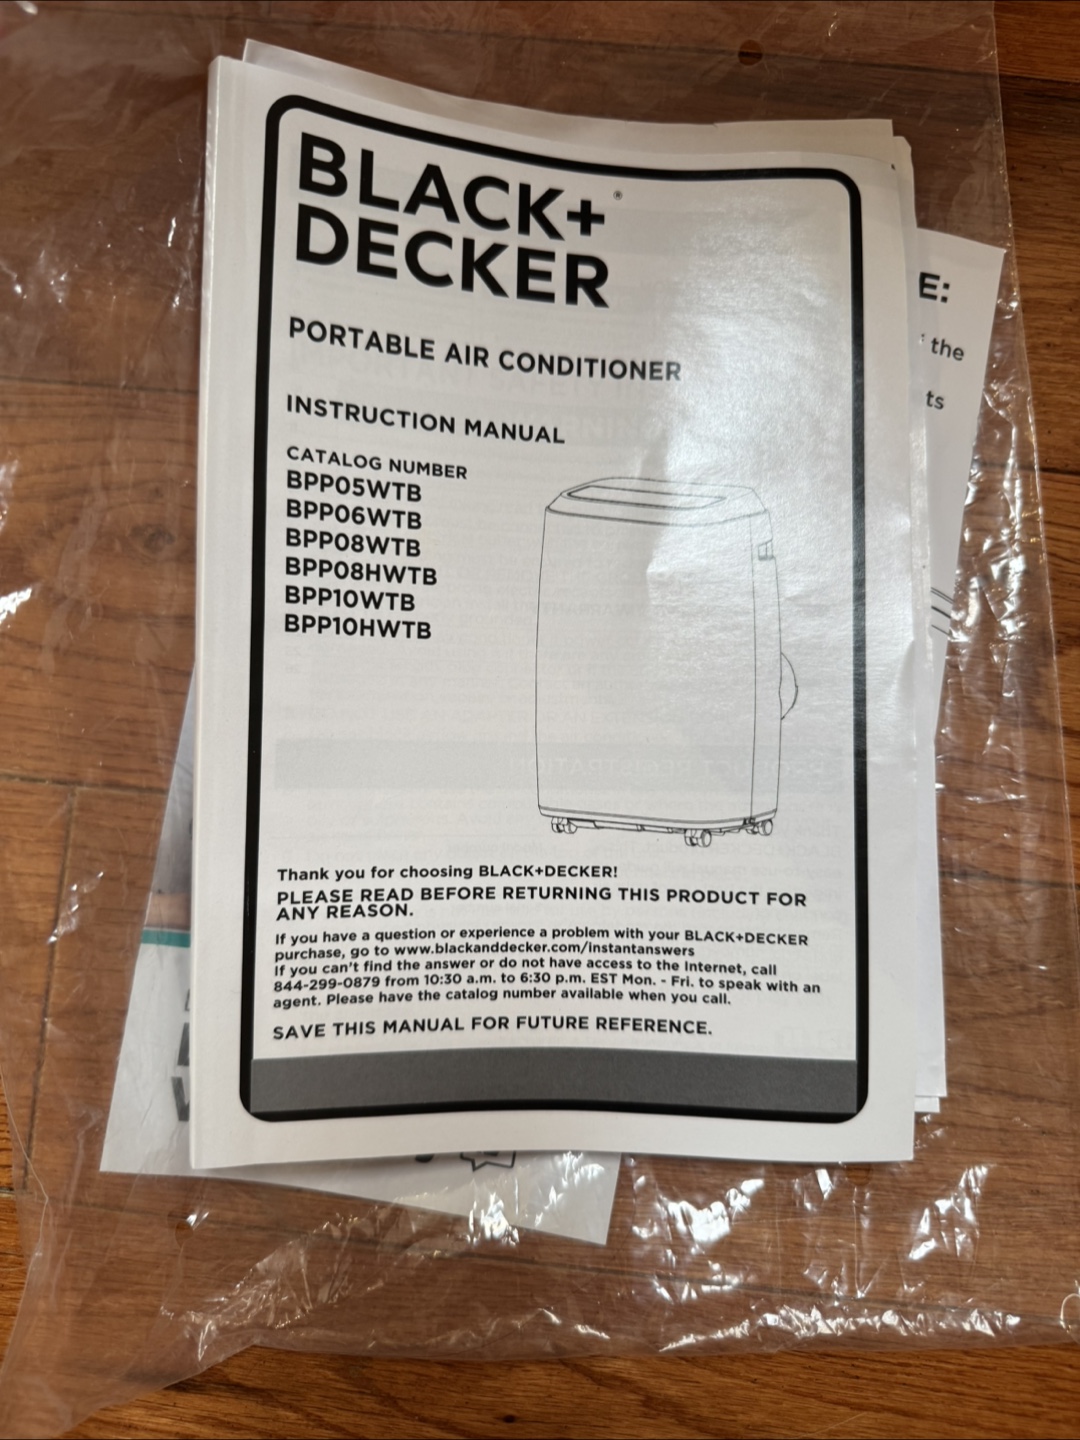 BLACK+®
DECKER
PORTABLE AIR CONDITIONER
INSTRUCTION MANUAL
CATALOG NUMBER
BPP05WTB
BPP06WTB
BPP08WTB
BPP08HWTB
BPP10WTB
BPP10HWTB
Thank you for choosing BLACK+DECKER!
PLEASE READ BEFORE RETURNING THIS PRODUCT FOR
ANY REASON.
If you have a question or experience a problem with your BLACK+DECKER
purchase, go to www.blackanddecker.com/instantanswers
If you can't find the answer or do not have access to the Internet, call
844-299-0879 from 10:30 a.m. to 6:30 p.m. EST Mon. - Fri. to speak with an
agent. Please have the catalog number available when you call.
SAVE THIS MANUAL FOR FUTURE REFERENCE.
E:
the
ts